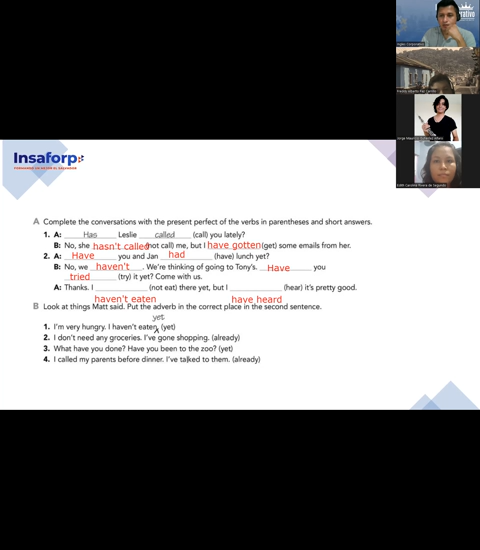 Insaforp
A Complete the conversations with the present perfect of the verbs in parentheses and short answers.
1. A: Has Leslie called (call) you lately?
B: No, she hasn't called (not call) me, but I have gotten (get) some emails from her.
2. A: Have you and Jan had (have) lunch yet?
B: No, we haven't. We're thinking of going to Tony's. Have you
tried (try) it yet? Come with us.
A: Thanks. I (not eat) there yet, but I (hear) it's pretty good.
haven't eaten have heard
B Look at things Matt said. Put the adverb in the correct place in the second sentence.
yet
1. I'm very hungry. I haven't eaten. (yet)
2. I don't need any groceries. I've gone shopping. (already)
3. What have you done? Have you been to the zoo? (yet)
4. I called my parents before dinner. I've talked to them. (already)